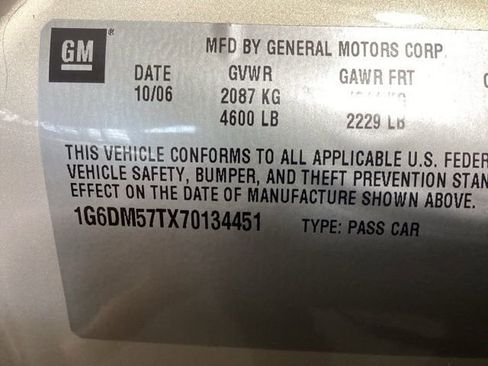 GM
MFD BY GENERAL MOTORS CORP.
DATE GVWR GAWR FRT
10/06 2087 KG
4600 LB 2229 LB
THIS VEHICLE CONFORMS TO ALL APPLICABLE U.S. FEDER
VEHICLE SAFETY, BUMPER, AND THEFT PREVENTION STAN
EFFECT ON THE DATE OF MANUFACTURE SHOWN ABOVE.
1G6DM57TX70134451 TYPE: PASS CAR